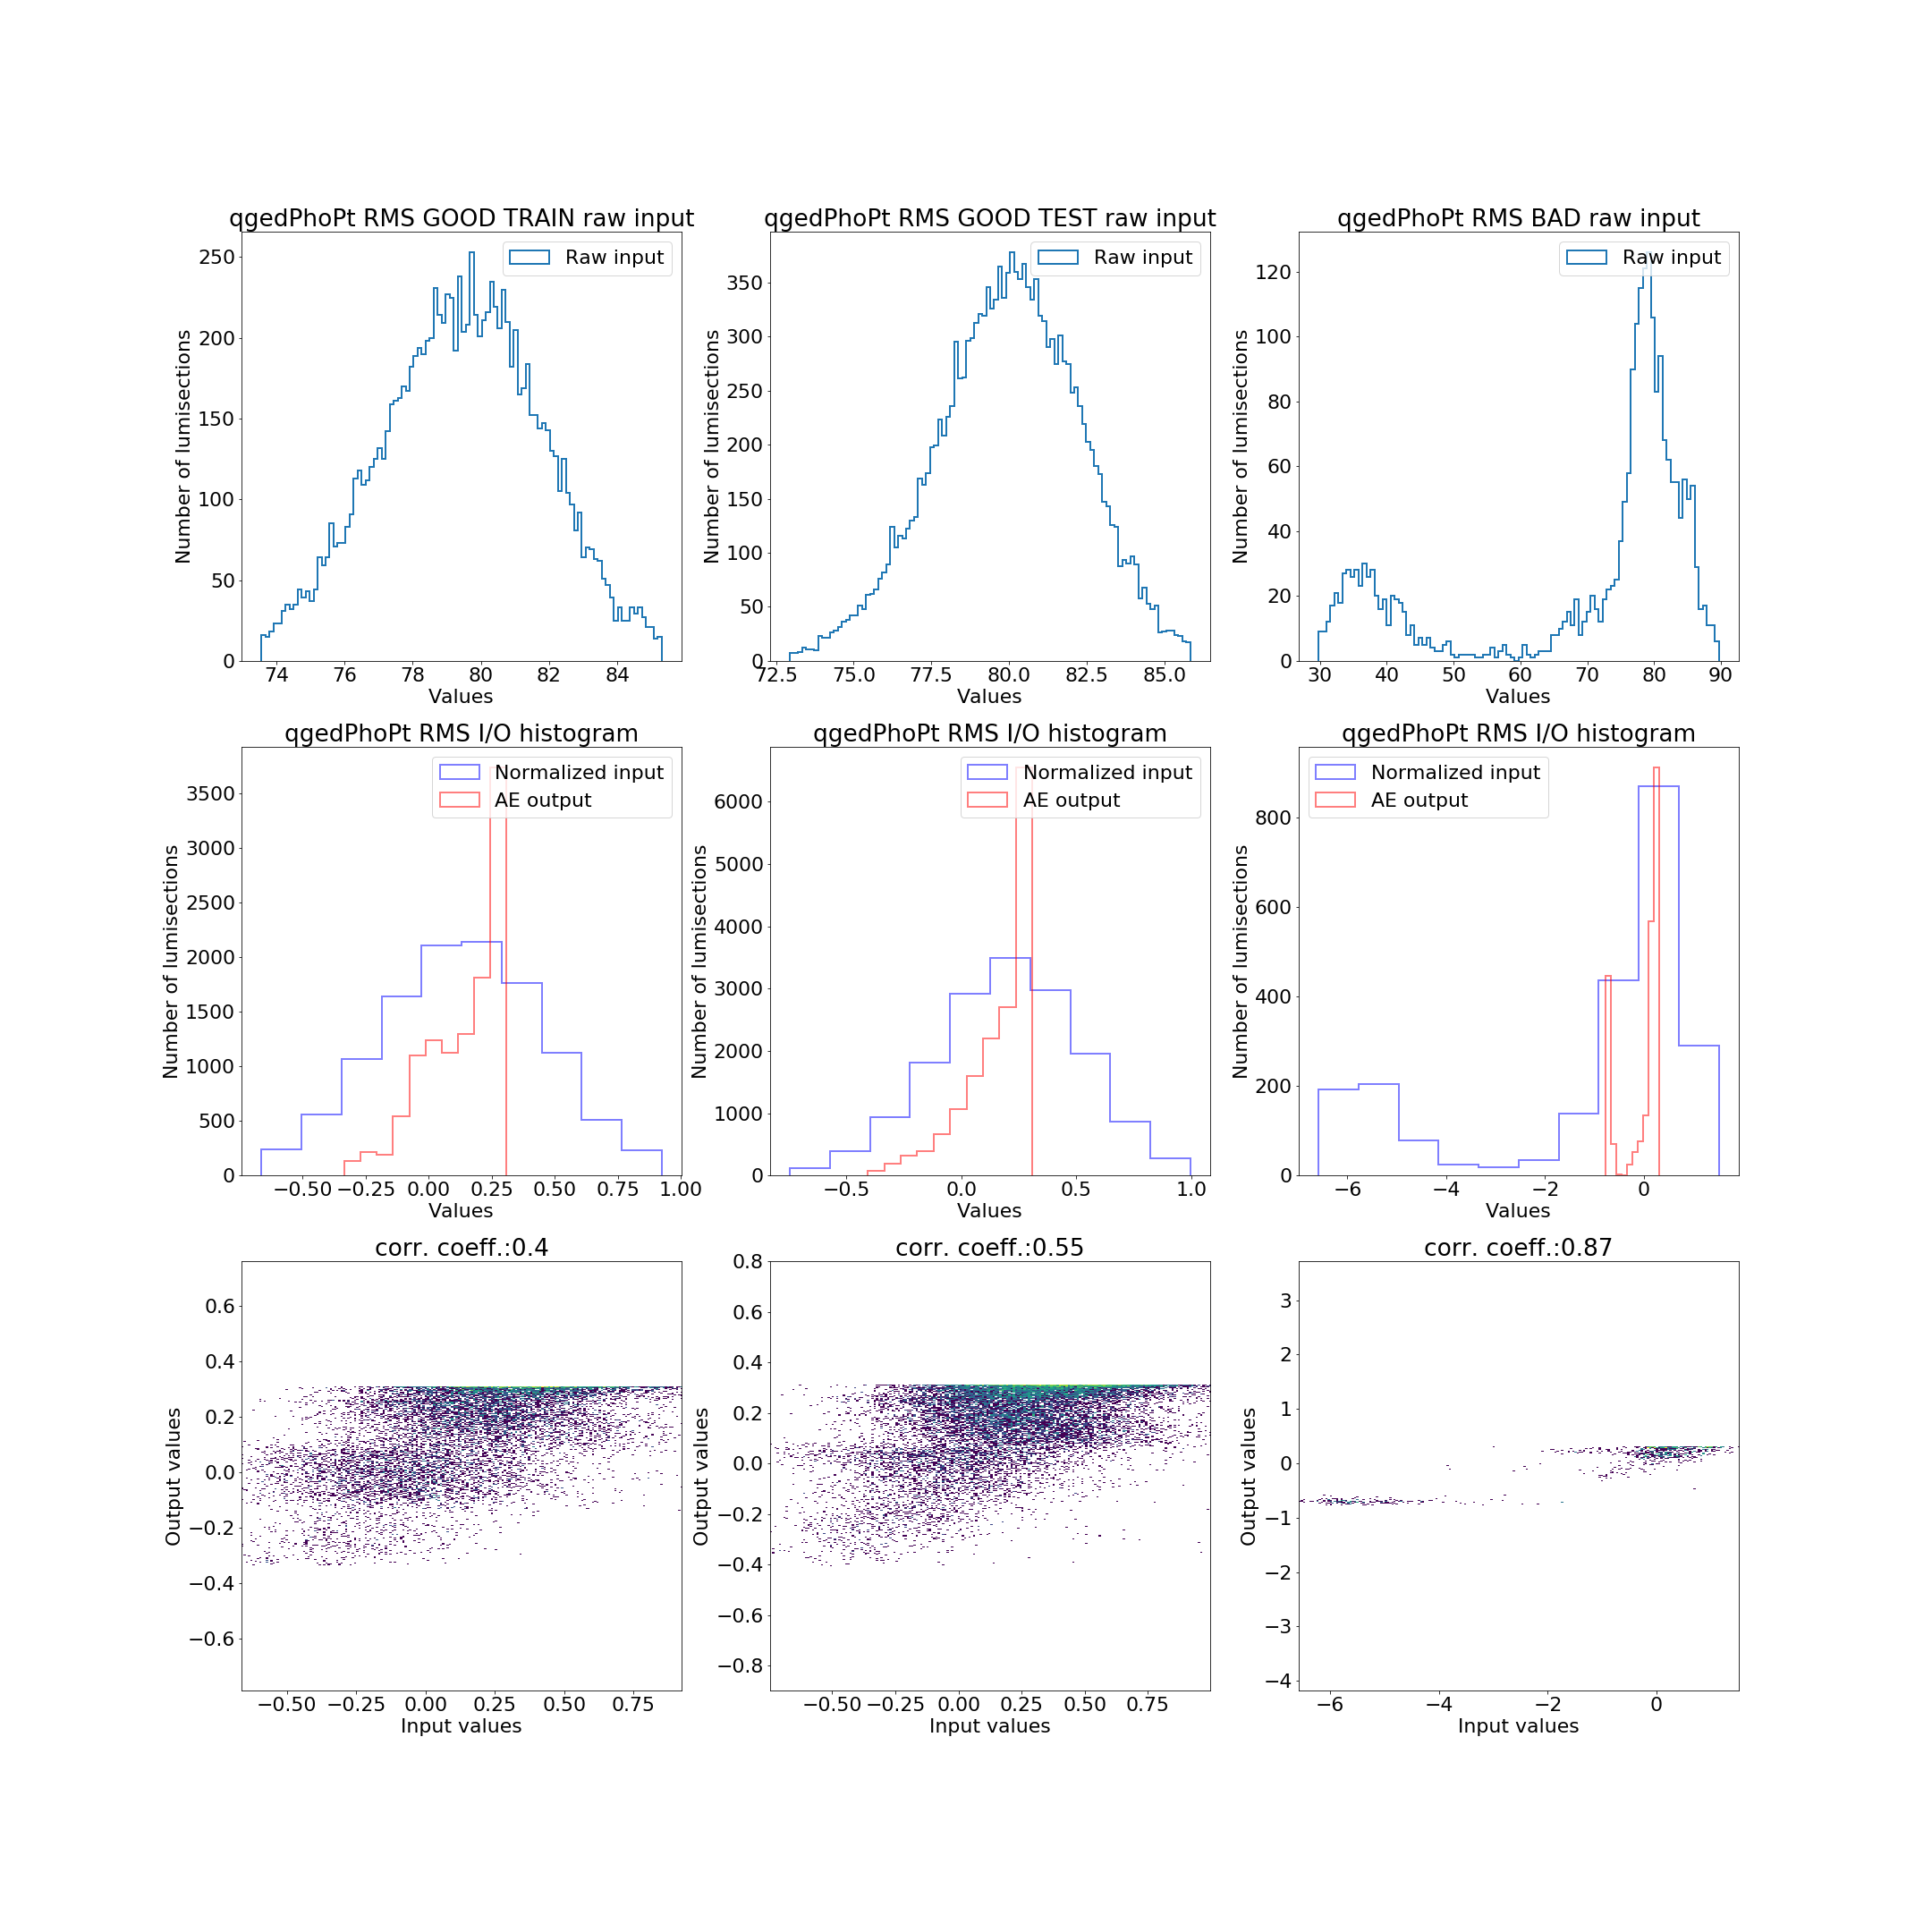 qgedPhoPt RMS GOOD TRAIN raw input
Raw input
Number of lumisections
250
200
150
100
50
0
74 76 78 80 82 84
Values
qgedPhoPt RMS GOOD TEST raw input
Raw input
Number of lumisections
350
300
250
200
150
100
50
0
72.5 75.0 77.5 80.0 82.5 85.0
Values
qgedPhoPt RMS BAD raw input
Raw input
Number of lumisections
120
100
80
60
40
20
0
30 40 50 60 70 80 90
Values
qgedPhoPt RMS I/O histogram
Normalized input
AE output
Number of lumisections
3500
3000
2500
2000
1500
1000
500
0
−0.50 −0.25 0.00 0.25 0.50 0.75 1.00
Values
qgedPhoPt RMS I/O histogram
Normalized input
AE output
Number of lumisections
6000
5000
4000
3000
2000
1000
0
−0.5 0.0 0.5 1.0
Values
qgedPhoPt RMS I/O histogram
Normalized input
AE output
Number of lumisections
800
600
400
200
0
−6 −4 −2 0
Values
corr. coeff.:0.4
Output values
0.6
0.4
0.2
0.0
−0.2
−0.4
−0.6
−0.50 −0.25 0.00 0.25 0.50 0.75
Input values
corr. coeff.:0.55
Output values
0.8
0.6
0.4
0.2
0.0
−0.2
−0.4
−0.6
−0.8
−0.50 −0.25 0.00 0.25 0.50 0.75
Input values
corr. coeff.:0.87
Output values
3
2
1
0
−1
−2
−3
−4
−6 −4 −2 0
Input values